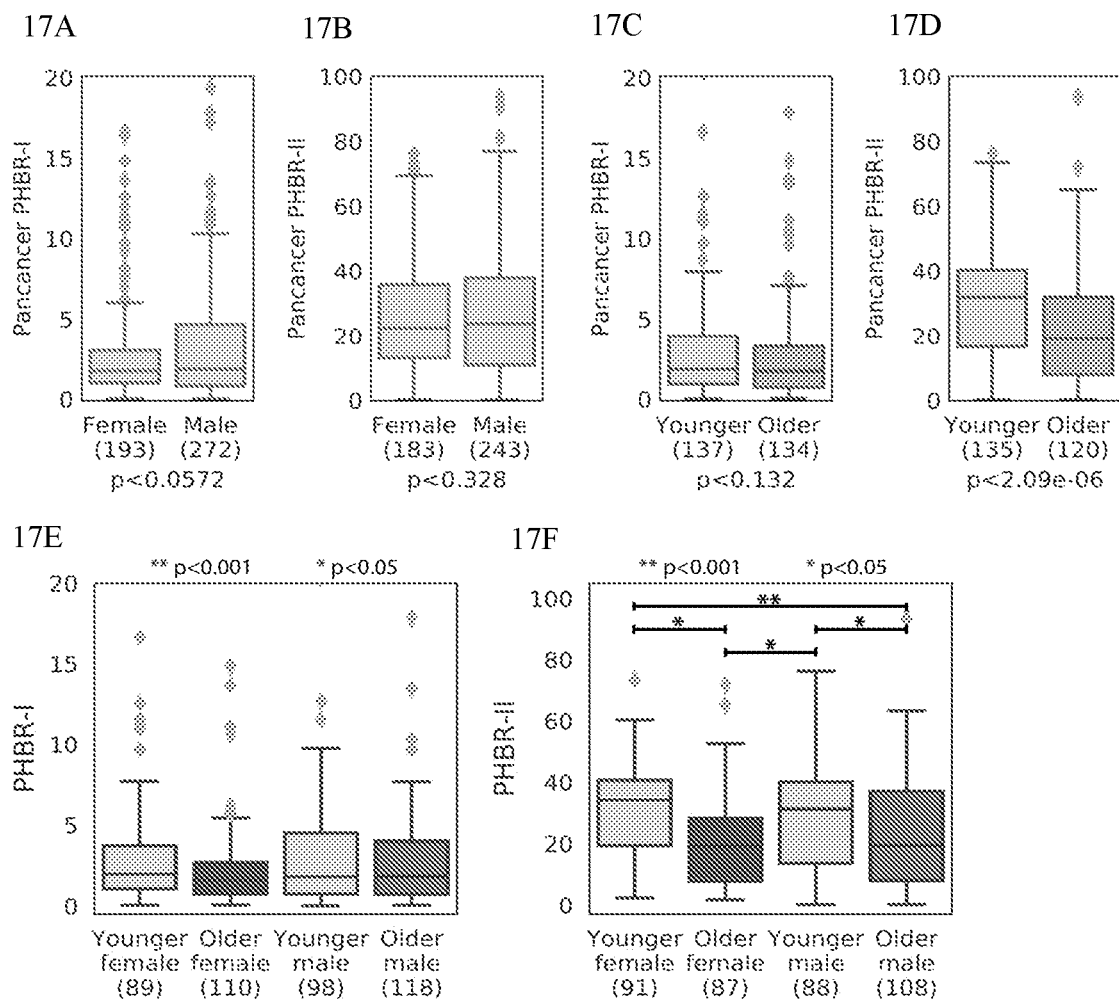 17A
17B
17C
17D
Pancancer PHBR-I
20
15
10
5
0
Female
(193)
Male
(272)
p<0.0572
Pancancer PHBR-II
100
80
60
40
20
0
Female
(183)
Male
(243)
p<0.328
Pancancer PHBR-I
20
15
10
5
0
Younger
(137)
Older
(134)
p<0.132
Pancancer PHBR-II
100
80
60
40
20
0
Younger
(135)
Older
(120)
p<2.09e-06
17E
** p<0.001
* p<0.05
PHBR-I
20
15
10
5
0
Younger
female
(89)
Older
female
(110)
Younger
male
(98)
Older
male
(118)
17F
** p<0.001
* p<0.05
PHBR-II
100
80
60
40
20
0
**
*
*
*
Younger
female
(91)
Older
female
(87)
Younger
male
(88)
Older
male
(108)